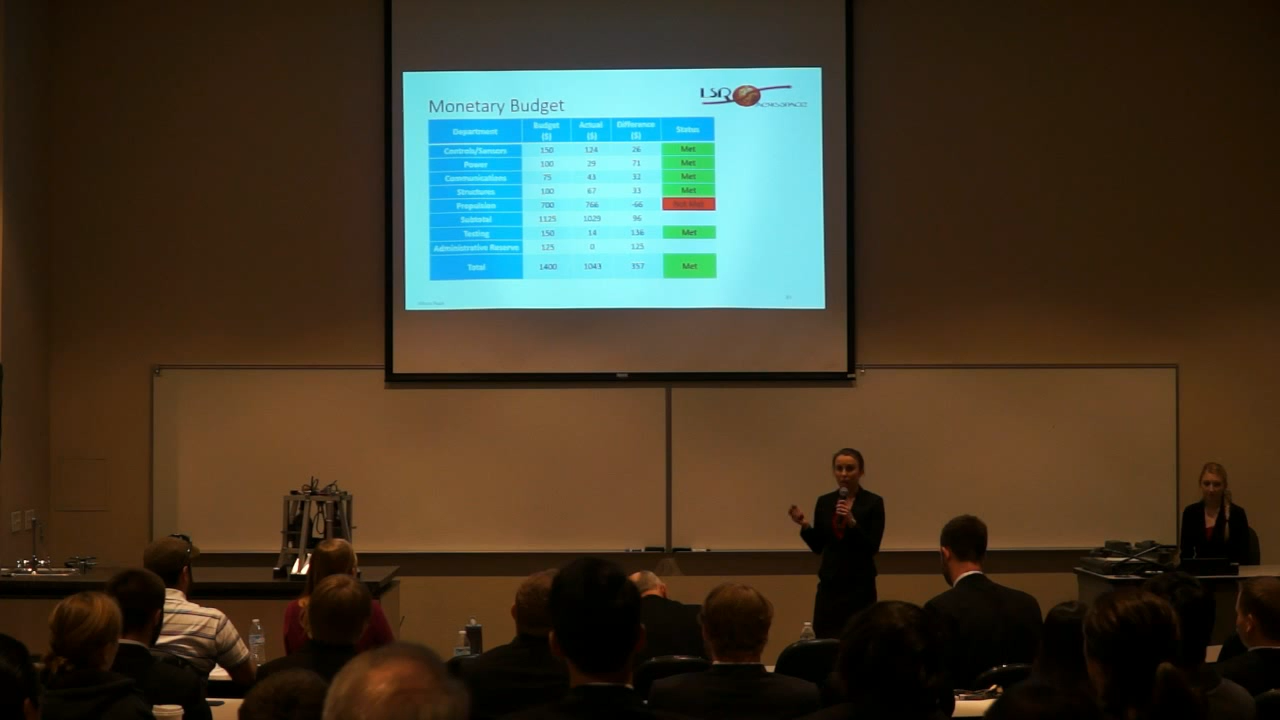 Monetary Budget
LSR
AEROSPACE
Department Budget ($) Actual ($) Difference ($) Status
Controls/Sensors 150 124 26 Met
Power 100 29 71 Met
Communications 75 43 32 Met
Structures 100 67 33 Met
Propulsion 700 766 -66 Not Met
Subtotal 1125 1029 96
Testing 150 14 136 Met
Administrative Reserve 125 0 125
Total 1400 1043 357 Met